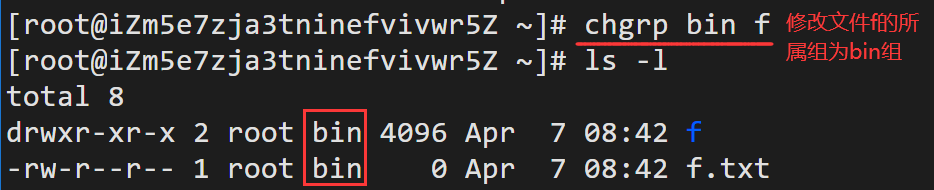 [root@iZm5e7zja3tninefvivwr5Z ~]# chgrp bin f
修改文件f的所
属组为bin组
[root@iZm5e7zja3tninefvivwr5Z ~]# ls -l
total 8
drwxr-xr-x 2 root bin 4096 Apr  7 08:42 f
-rw-r--r-- 1 root bin    0 Apr  7 08:42 f.txt